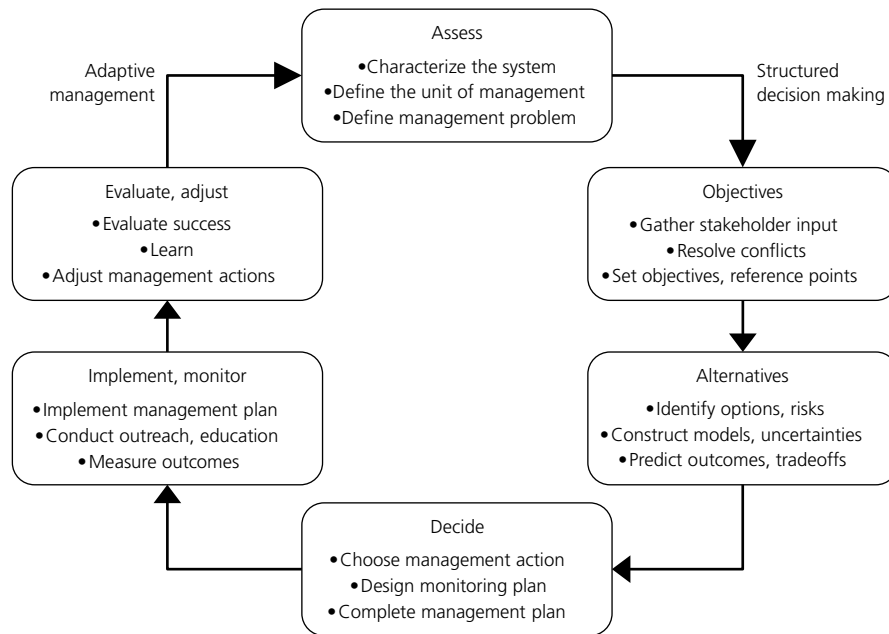 Assess
•Characterize the system
•Define the unit of management
•Define management problem
Adaptive
management
Structured
decision making
Evaluate, adjust
•Evaluate success
•Learn
•Adjust management actions
Objectives
•Gather stakeholder input
•Resolve conflicts
•Set objectives, reference points
Implement, monitor
•Implement management plan
•Conduct outreach, education
•Measure outcomes
Alternatives
•Identify options, risks
•Construct models, uncertainties
•Predict outcomes, tradeoffs
Decide
•Choose management action
•Design monitoring plan
•Complete management plan